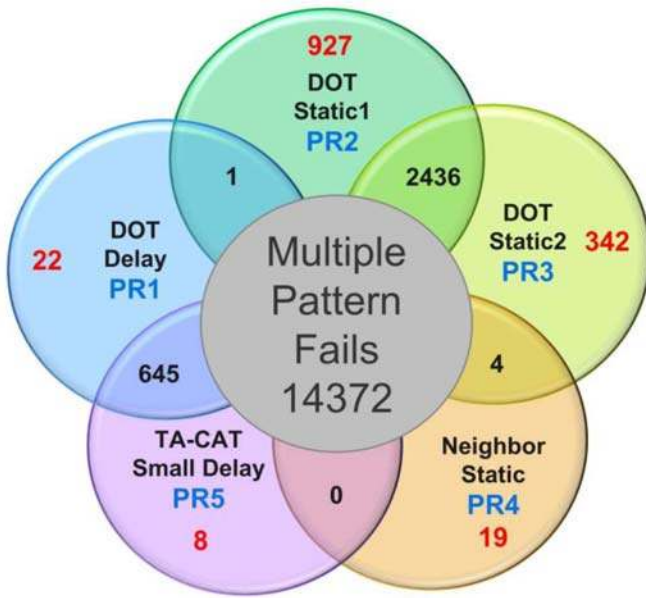 927
DOT
Static1
PR2
1
2436
DOT
Delay
PR1
22
DOT
Static2
PR3
342
Multiple
Pattern
Fails
14372
645
4
TA-CAT
Small Delay
PR5
8
0
Neighbor
Static
PR4
19